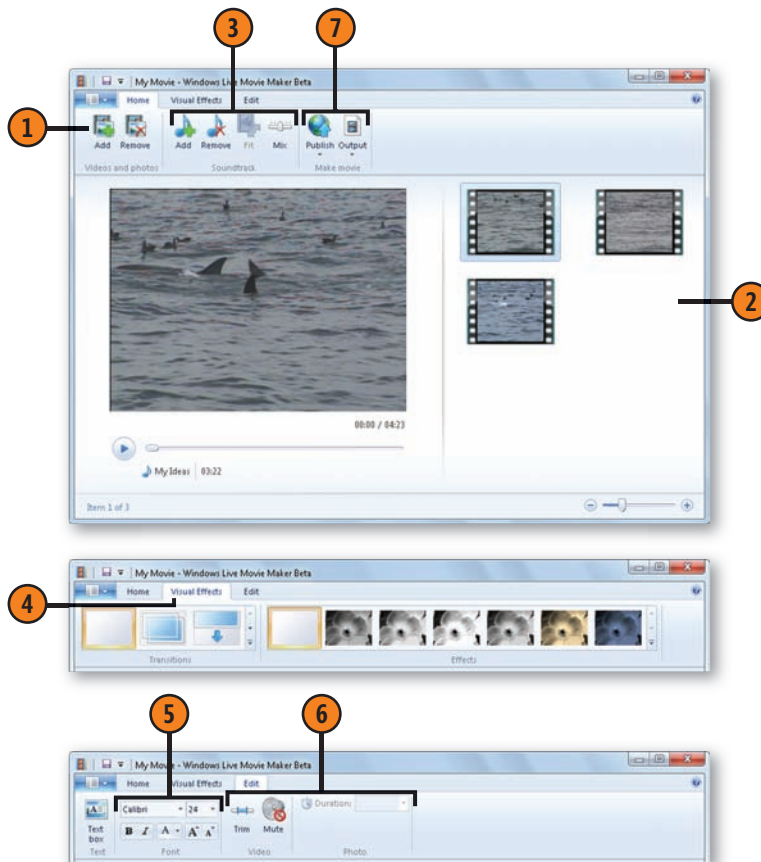 3
7
My Movie - Windows Live Movie Maker Beta
Home Visual Effects Edit
1
Add Remove Add Remove Fit Mix Publish Output
Videos and photos Soundtrack Make movie
2
00:00 / 04:23
My Ideas 03:22
Item 1 of 3
My Movie - Windows Live Movie Maker Beta
4
Home Visual Effects Edit
Transitions Effects
5
6
My Movie - Windows Live Movie Maker Beta
Home Visual Effects Edit
Calibri 24 Duration:
Text box B I A A A Trim Mute
Text Font Video Photo